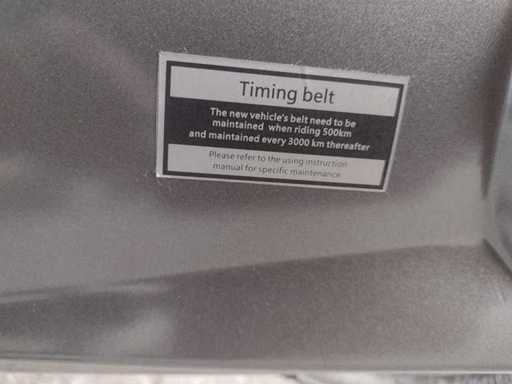 Timing belt
The new vehicle's belt need to be
maintained when riding 500km
and maintained every 3000 km thereafter
Please refer to the using instruction
manual for specific maintenance